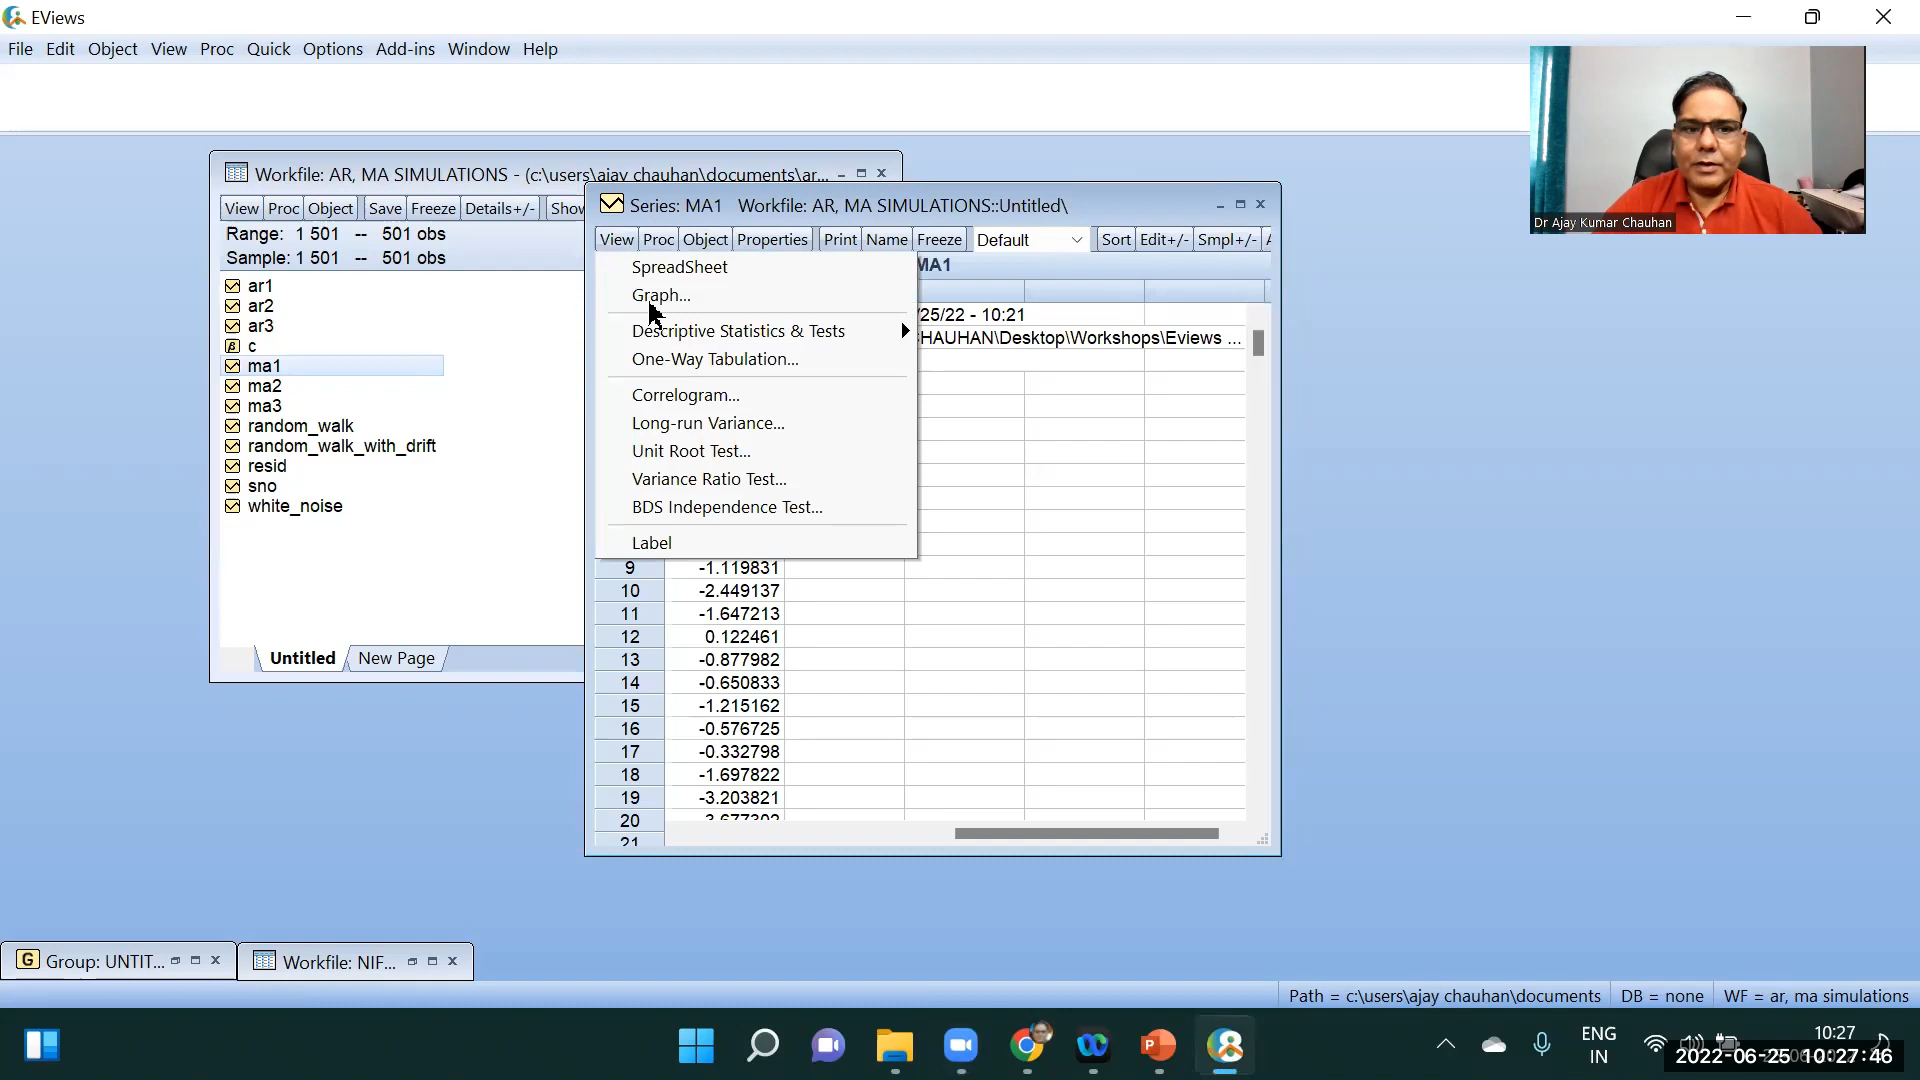 EViews
File Edit Object View Proc Quick Options Add-ins Window Help
Dr Ajay Kumar Chauhan
Workfile: AR, MA SIMULATIONS - (c:\users\ajay chauhan\documents\ar...
View Proc Object Save Freeze Details+/- Show
Range: 1 501 -- 501 obs
Sample: 1 501 -- 501 obs
ar1
ar2
ar3
c
ma1
ma2
ma3
random_walk
random_walk_with_drift
resid
sno
white_noise
Untitled New Page
Series: MA1 Workfile: AR, MA SIMULATIONS::Untitled\
View Proc Object Properties Print Name Freeze Default Sort Edit+/- Smpl+/-
MA1
/25/22 - 10:21
HAUHAN\Desktop\Workshops\Eviews ...
SpreadSheet
Graph...
Descriptive Statistics & Tests
One-Way Tabulation...
Correlogram...
Long-run Variance...
Unit Root Test...
Variance Ratio Test...
BDS Independence Test...
Label
9 -1.119831
10 -2.449137
11 -1.647213
12 0.122461
13 -0.877982
14 -0.650833
15 -1.215162
16 -0.576725
17 -0.332798
18 -1.697822
19 -3.203821
20
21
G Group: UNTIT...
Workfile: NIF...
Path = c:\users\ajay chauhan\documents DB = none WF = ar, ma simulations
ENG
IN
10:27
2022-06-25 10:27:46